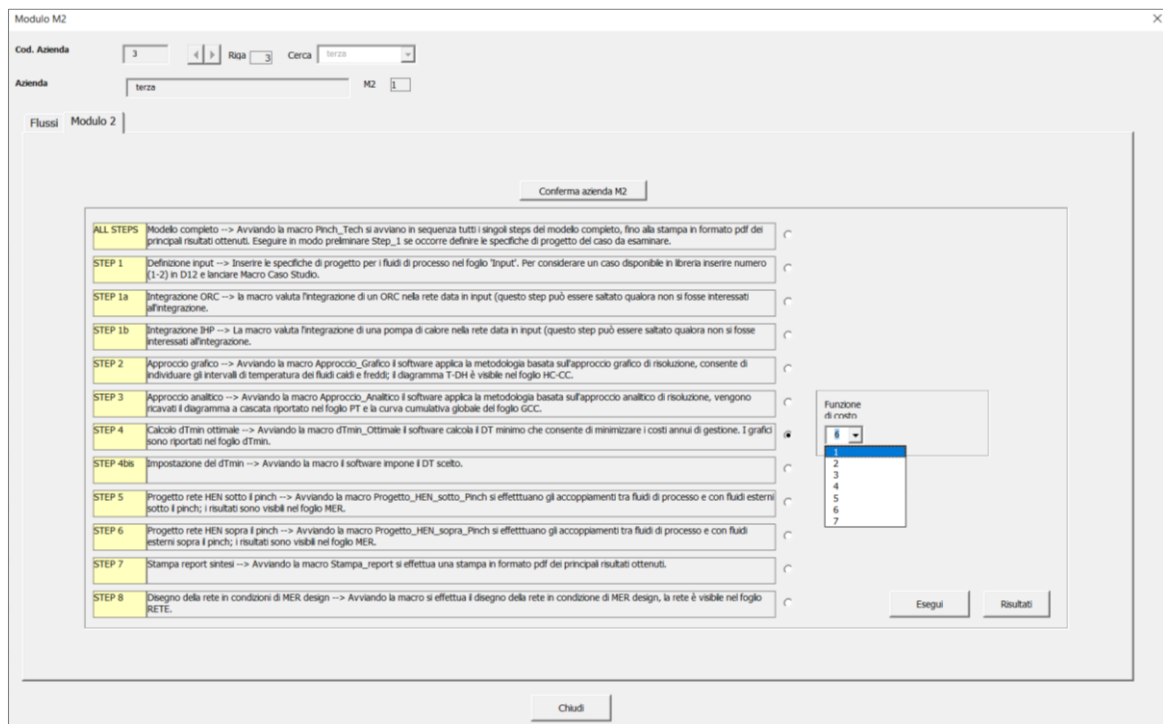 Modulo M2
Cod. Azienda 3 Riga 3 Cerca terza
Azienda terza M2 1
Flussi Modulo 2
Conferma azienda M2
ALL STEPS Modello completo --> Avviando la macro Pinch_Tech si avviano in sequenza tutti i singoli steps del modello completo, fino alla stampa in formato pdf dei
principali risultati ottenuti. Eseguire in modo preliminare Step_1 se occorre definire le specifiche di progetto del caso da esaminare.
STEP 1 Definizione input --> Inserire le specifiche di progetto per i fluidi di processo nel foglio 'Input'. Per considerare un caso disponibile in libreria inserire numero
(1-2) in D12 e lanciare Macro Caso Studio.
STEP 1a Integrazione ORC --> la macro valuta l'integrazione di un ORC nella rete data in input (questo step può essere saltato qualora non si fosse interessati
all'integrazione.
STEP 1b Integrazione IHP --> La macro valuta l'integrazione di una pompa di calore nella rete data in input (questo step può essere saltato qualora non si fosse
interessati all'integrazione.
STEP 2 Approccio grafico --> Avviando la macro Approccio_Grafico il software applica la metodologia basata sull'approccio grafico di risoluzione, consente di
individuare gli intervalli di temperatura dei fluidi caldi e freddi; il diagramma T-DH è visibile nel foglio HC-CC.
STEP 3 Approccio analitico --> Avviando la macro Approccio_Analitico il software applica la metodologia basata sull'approccio analitico di risoluzione, vengono
ricavati il diagramma a cascata riportato nel foglio PT e la curva cumulativa globale del foglio GCC.
Funzione
di costo
STEP 4 Calcolo dTmin ottimale --> Avviando la macro dTmin_Ottimale il software calcola il DT minimo che consente di minimizzare i costi annui di gestione. I grafici
sono riportati nel foglio dTmin.
6
1
2
3
4
5
6
7
STEP 4bis Impostazione del dTmin --> Avviando la macro il software impone il DT scelto.
STEP 5 Progetto rete HEN sotto il pinch --> Avviando la macro Progetto_HEN_sotto_Pinch si effetttuano gli accoppiamenti tra fluidi di processo e con fluidi esterni
sotto il pinch; i risultati sono visibili nel foglio MER.
STEP 6 Progetto rete HEN sopra il pinch --> Avviando la macro Progetto_HEN_sopra_Pinch si effetttuano gli accoppiamenti tra fluidi di processo e con fluidi
esterni sopra il pinch; i risultati sono visibili nel foglio MER.
STEP 7 Stampa report sintesi --> Avviando la macro Stampa_report si effettua una stampa in formato pdf dei principali risultati ottenuti.
STEP 8 Disegno della rete in condizioni di MER design --> Avviando la macro si effettua il disegno della rete in condizione di MER design, la rete è visibile nel foglio
RETE.
Esegui Risultati
Chiudi